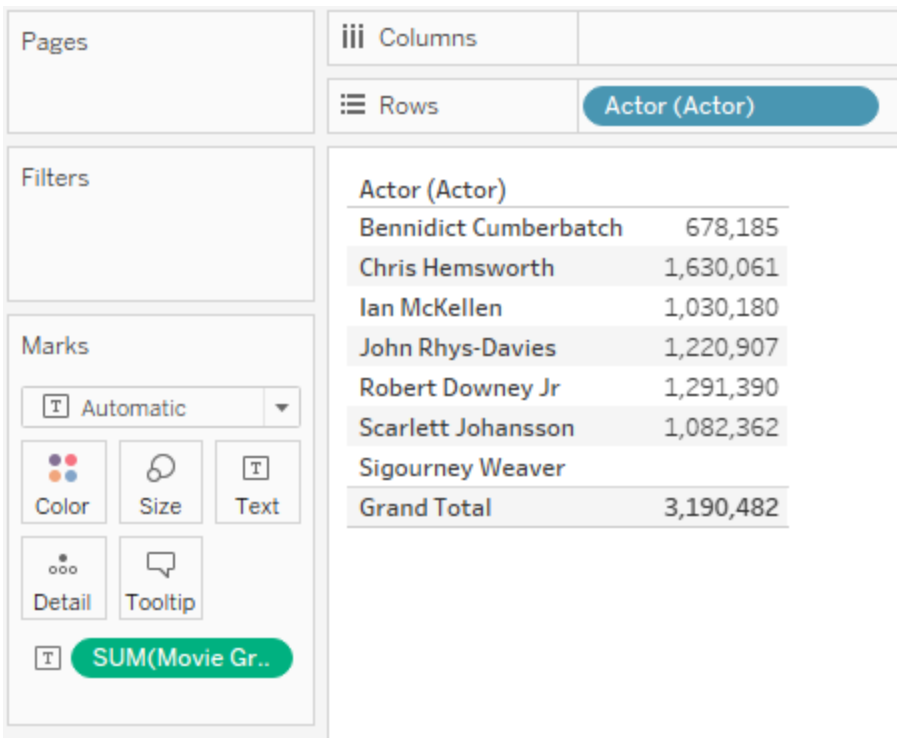 Pages
Columns
Rows
Actor (Actor)
Filters
Marks
Automatic
Color
Size
Text
Detail
Tooltip
SUM(Movie Gr..
Actor (Actor)
Bennidict Cumberbatch 678,185
Chris Hemsworth 1,630,061
Ian McKellen 1,030,180
John Rhys-Davies 1,220,907
Robert Downey Jr 1,291,390
Scarlett Johansson 1,082,362
Sigourney Weaver
Grand Total 3,190,482